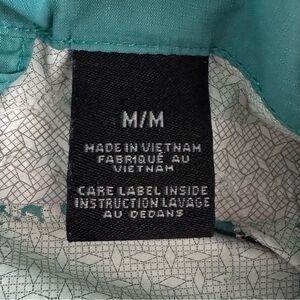 M/M
MADE IN VIETNAM
FABRIQUÉ AU
VIETNAM
CARE LABEL INSIDE
INSTRUCTION LAVAGE
AU DEDANS